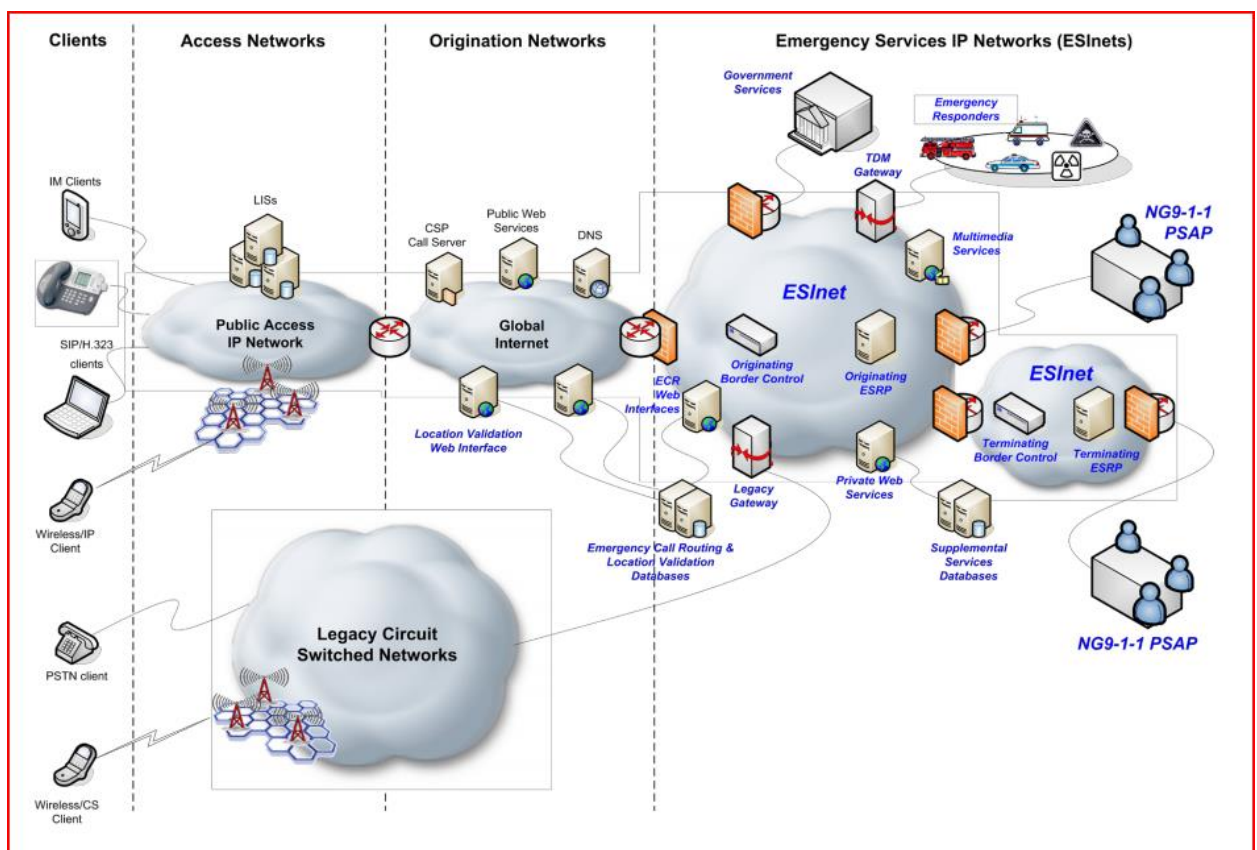 Clients
Access Networks
Origination Networks
Emergency Services IP Networks (ESInets)
Government
Services
Emergency
Responders
TDM
Gateway
IM Clients
LISs
CSP
Call Server
Public Web
Services
DNS
Multimedia
Services
NG9-1-1
PSAP
ESInet
Public Access
IP Network
Global
Internet
SIP/H.323
clients
Originating
Border Control
Originating
ESRP
ECR
Web
Interfaces
ESInet
Location Validation
Web Interface
Terminating
Border Control
Terminating
ESRP
Legacy
Gateway
Private Web
Services
Wireless/IP
Client
Emergency Call Routing &
Location Validation
Databases
Supplemental
Services
Databases
Legacy Circuit
Switched Networks
NG9-1-1 PSAP
PSTN client
Wireless/CS
Client